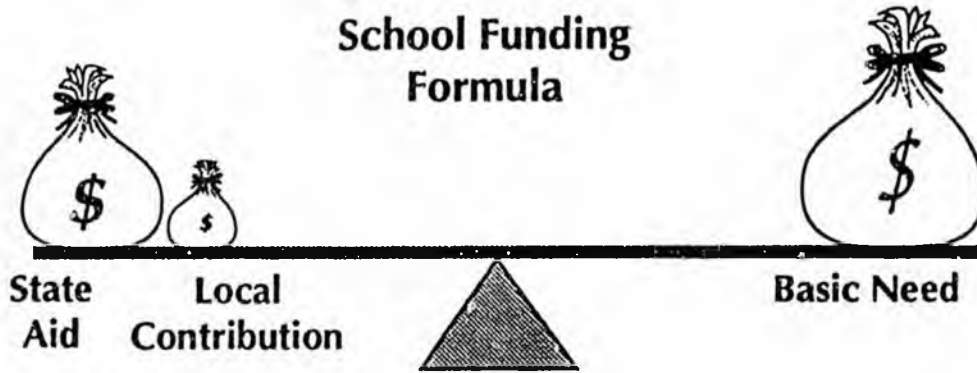 School Funding
Formula
$
$
$
State
Aid
Local
Contribution
Basic Need